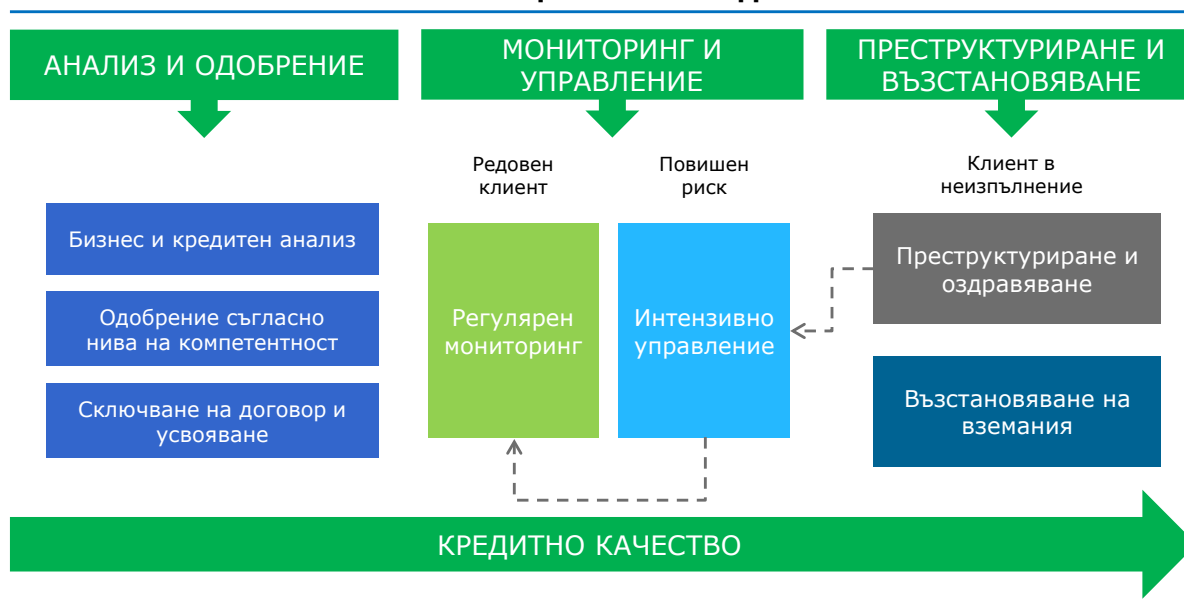 АНАЛИЗ И ОДОБРЕНИЕ
МОНИТОРИНГ И
УПРАВЛЕНИЕ
ПРЕСТРУКТУРИРАНЕ И
ВЪЗСТАНОВЯВАНЕ
Редовен
клиент
Повишен
риск
Клиент в
неизпълнение
Бизнес и кредитен анализ
Одобрение съгласно
нива на компетентност
Сключване на договор и
усвояване
Регулярен
мониторинг
Интензивно
управление
Преструктуриране и
оздравяване
Възстановяване на
вземания
КРЕДИТНО КАЧЕСТВО